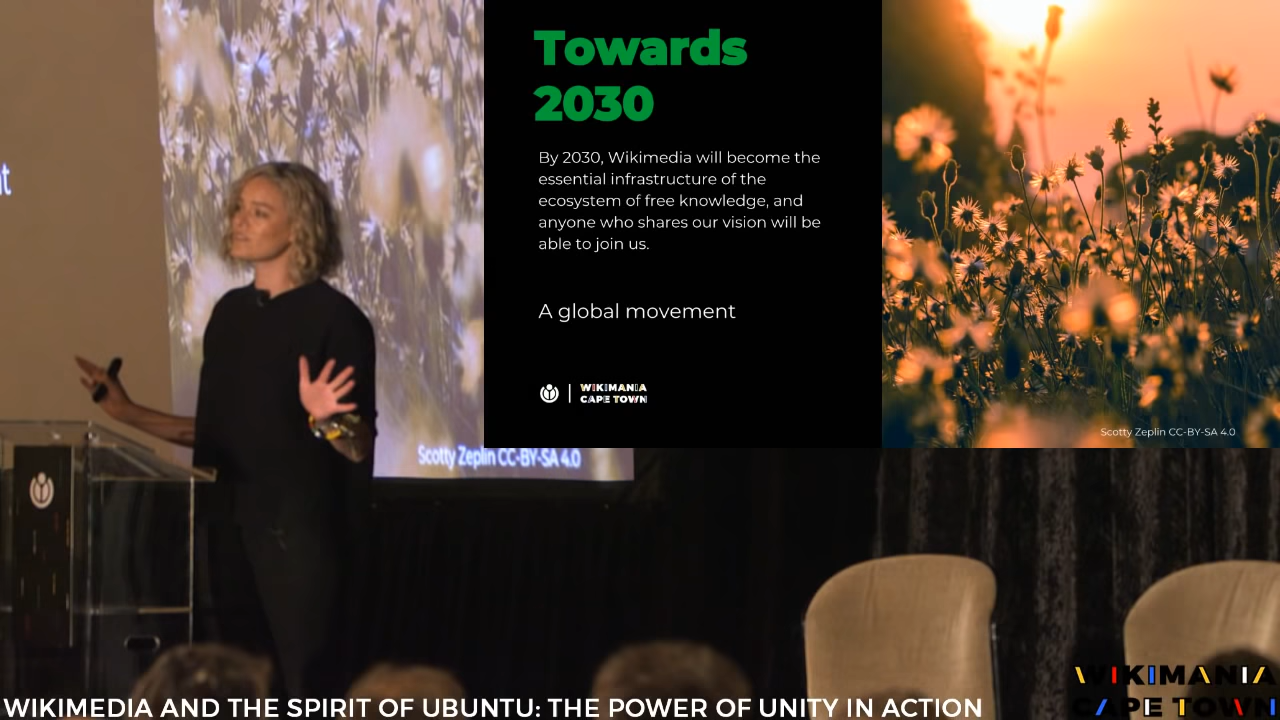 Towards
2030
By 2030, Wikimedia will become the
essential infrastructure of the
ecosystem of free knowledge, and
anyone who shares our vision will be
able to join us.
A global movement
WIKIMANIA
CAPE TOWN
Scotty Zeplin CC-BY-SA 4.0
Scotty Zeplin CC-BY-SA 4.0
WIKIMANIA
CAPE TOWN
WIKIMEDIA AND THE SPIRIT OF UBUNTU: THE POWER OF UNITY IN ACTION